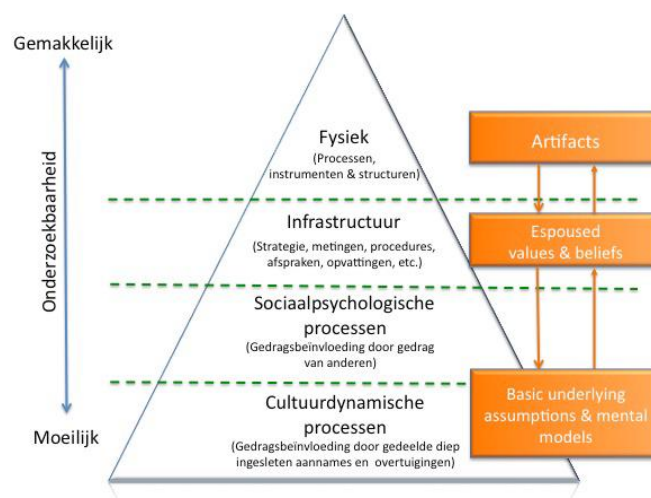 Gemakkelijk
Onderzoekbaarheid
Moeilijk
Fysiek
(Processen,
instrumenten & structuren)
Infrastructuur
(Strategie, metingen, procedures,
afspraken, opvattingen, etc.)
Sociaalpsychologische
processen
(Gedragsbeïnvloeding door gedrag
van anderen)
Cultuurdynamische
processen
(Gedragsbeïnvloeding door gedeelde diep
ingesleten aannames en overtuigingen)
Artifacts
Espoused
values & beliefs
Basic underlying
assumptions & mental
models